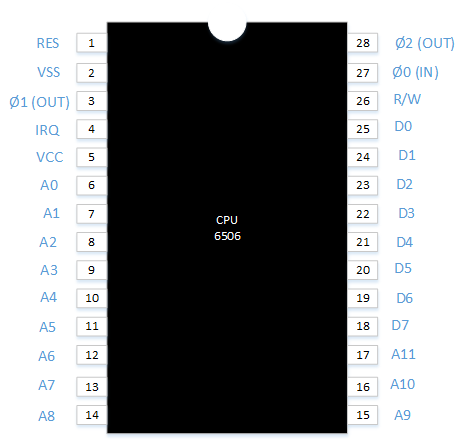 RES 1 28 Ø2 (OUT)
VSS 2 27 Ø0 (IN)
Ø1 (OUT) 3 26 R/W
IRQ 4 25 D0
VCC 5 24 D1
A0 6 23 D2
A1 7 22 D3
CPU
6506
A2 8 21 D4
A3 9 20 D5
A4 10 19 D6
A5 11 18 D7
A6 12 17 A11
A7 13 16 A10
A8 14 15 A9